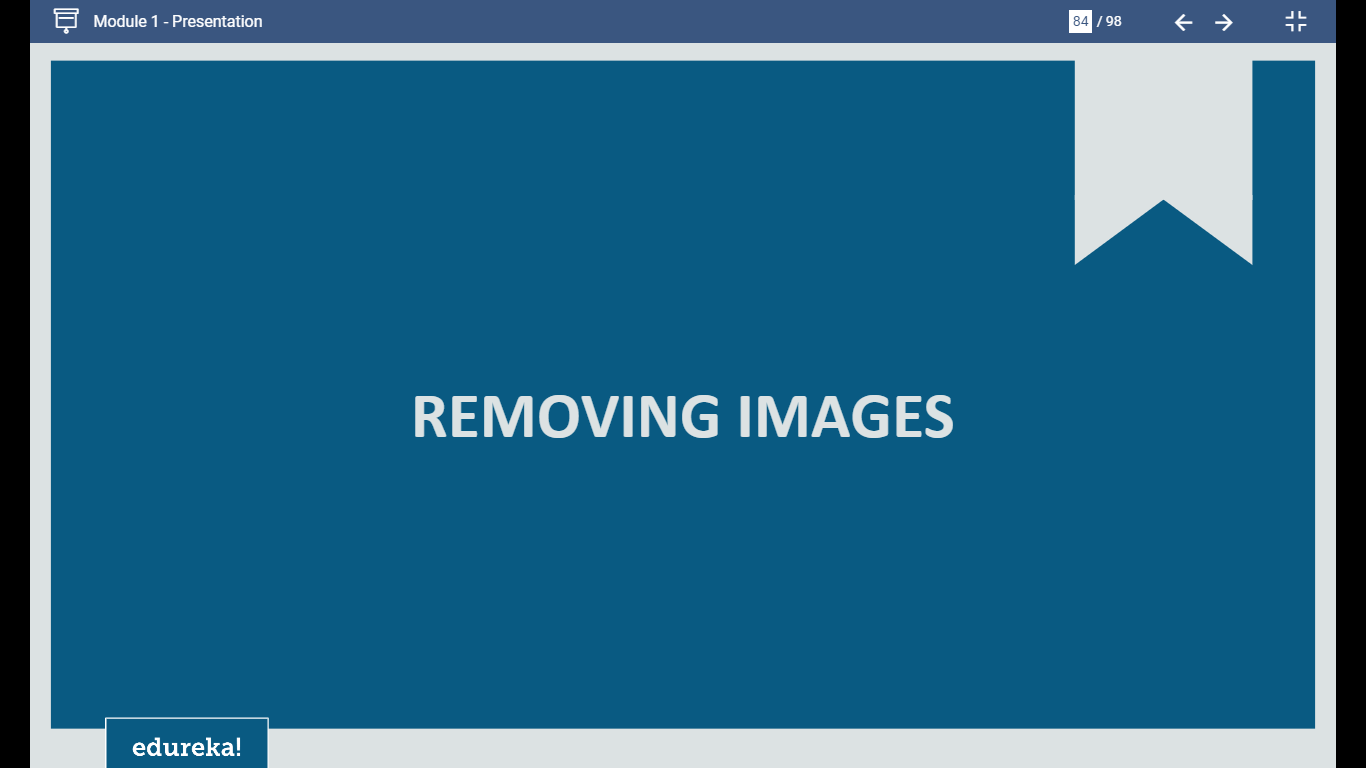 Module 1 - Presentation
84 / 98
REMOVING IMAGES
edureka!